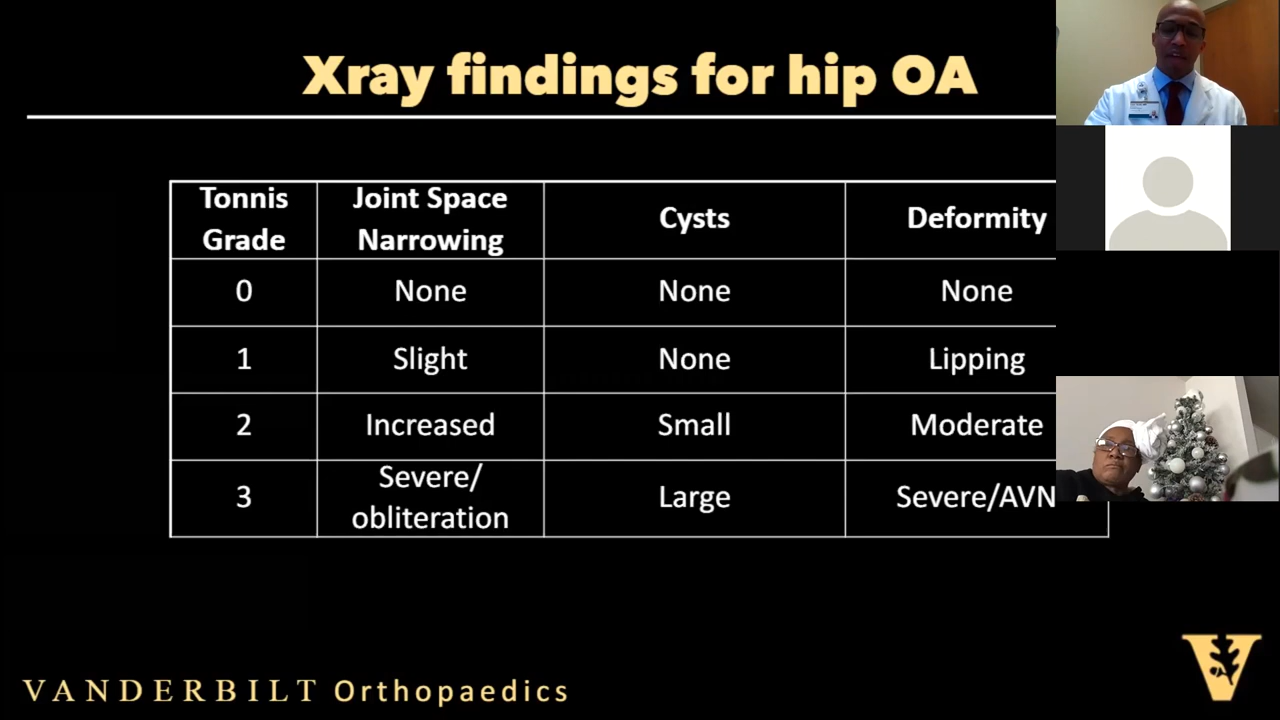 Xray findings for hip OA
Tonnis Grade Joint Space Narrowing Cysts Deformity
0 None None None
1 Slight None Lipping
2 Increased Small Moderate
3 Severe/ obliteration Large Severe/AVN
VANDERBILT Orthopaedics
V